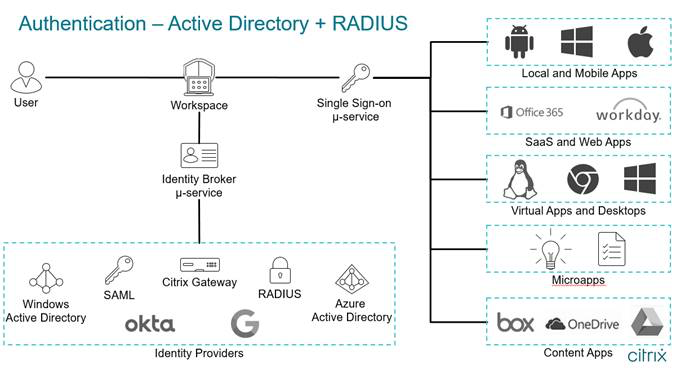 Authentication – Active Directory + RADIUS
User
Workspace
Single Sign-on
µ-service
Identity Broker
µ-service
Windows
Active Directory
SAML
Citrix Gateway
RADIUS
Azure
Active Directory
okta
G
Identity Providers
Local and Mobile Apps
Office 365
workday.
SaaS and Web Apps
Virtual Apps and Desktops
Microapps
box
OneDrive
Content Apps
citrix